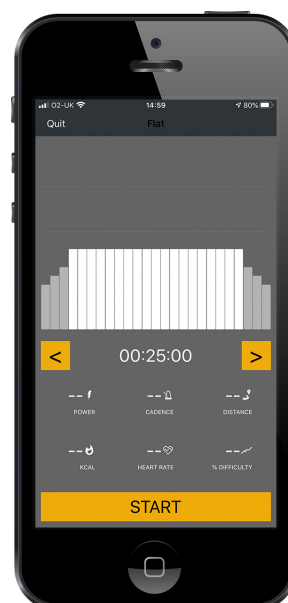 O2-UK 14:59 80%
Quit Flat
< 00:25:00 >
-- -- --
POWER CADENCE DISTANCE
-- -- --
KCAL HEART RATE % DIFFICULTY
START